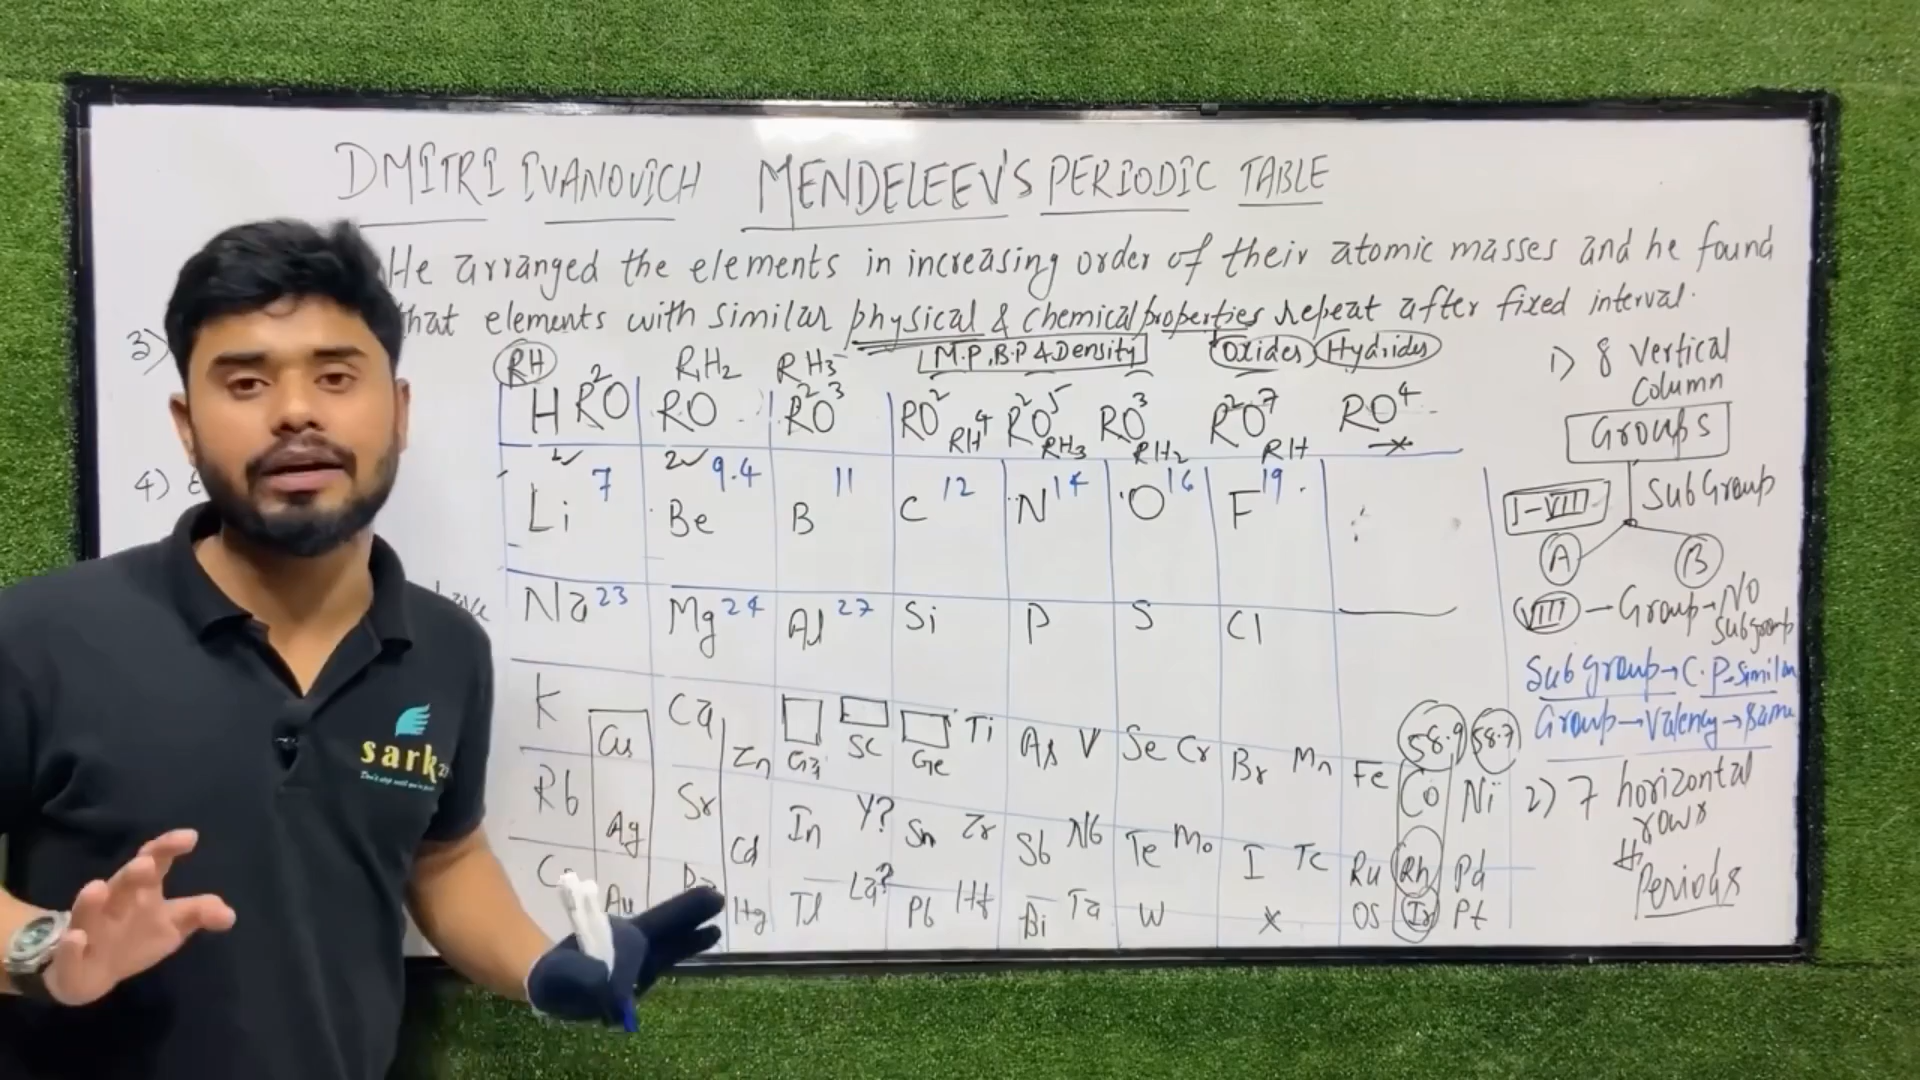 DMITRI IVANOVICH MENDELEEV'S PERIODIC TABLE
He arranged the elements in increasing order of their atomic masses and he found
that elements with similar physical & chemical properties repeat after fixed interval.
M.P, B.P & Density Oxides Hydrides
3)
4)
RH RH2 RH3
H R²O RO R²O³ RO² RH⁴ R²O⁵ RH3 RO³ RH2 R²O⁷ RH RO⁴ ×
Li 7 Be 9.4 B 11 C 12 N 14 O 16 F 19
Na 23 Mg 24 Al 27 Si P S Cl
K Cu Ca Zn Ga Sc Ge Ti As V Se Cr Br Mn Fe Co 58.9 Ni 58.7
Rb Ag Sr Cd In Y? Sn Zr Sb Nb Te Mo I Tc Ru Rh Pd
Au Hg Tl La? Pb Hf Bi Ta W × Os Ir Pt
1) 8 Vertical
Column
Groups
I-VII SubGroup
A B
VIII - Group → No
Subgroup
Sub group → C.P → Similar
Group → Valency → Same
2) 7 horizontal
rows
Periods
sark